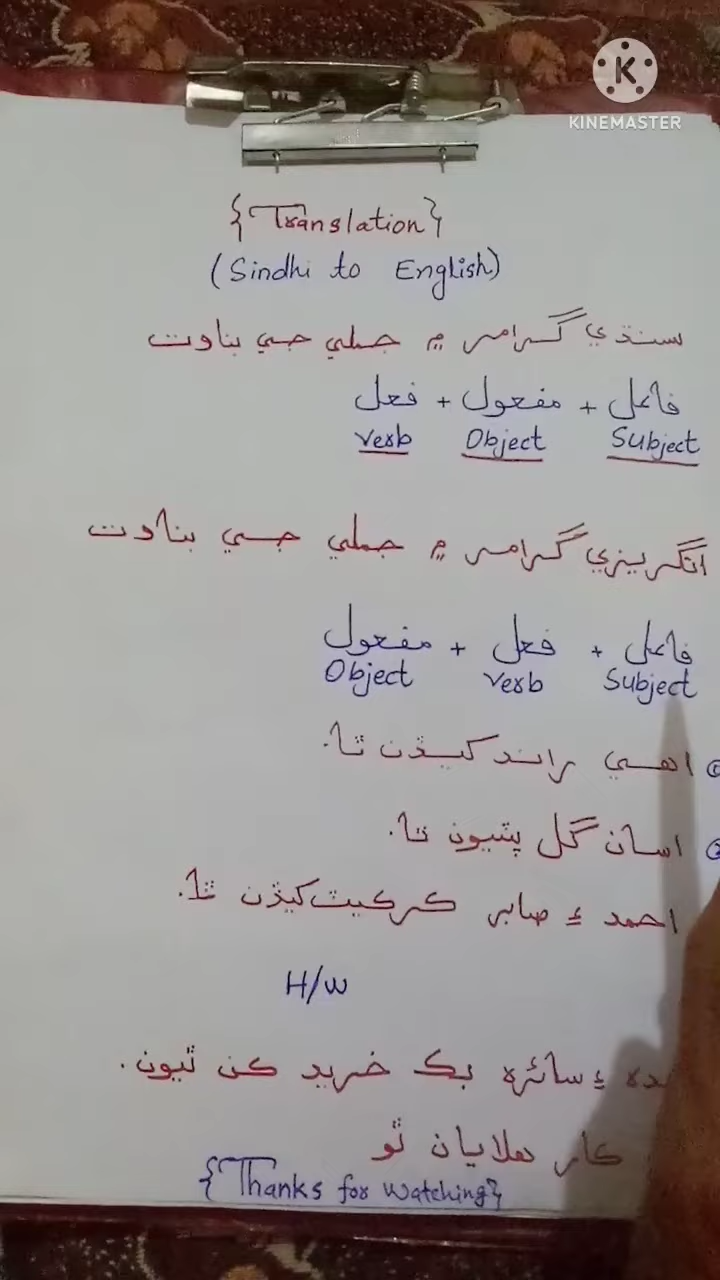 KINEMASTER
{Translation}
(Sindhi to English)
سنڌي گرامر ۾ جملي جي بناوت
فاعل + مفعول + فعل
Subject Object Verb
انگريزي گرامر ۾ جملي جي بناوت
فاعل + فعل + مفعول
Subject Verb Object
اهي راند کيڏن ٿا.
اسان گل پٽيون ٿا.
احمد ۽ صابر ڪرڪيٽ کيڏن ٿا.
H/W
۽ سائره بڪ خريد ڪن ٿيون.
ڪار هلايان ٿو
{Thanks for watching}